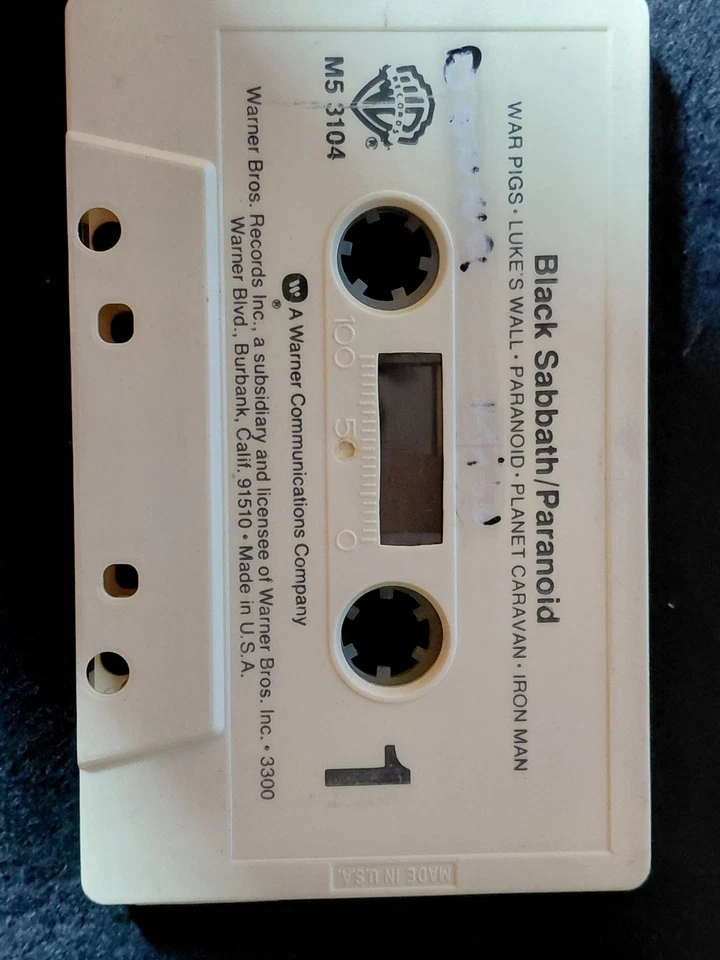 Black Sabbath/Paranoid
WAR PIGS • LUKE'S WALL • PARANOID • PLANET CARAVAN • IRON MAN
WB
RECORDS
®
M5 3104
1
100 50 0
A Warner Communications Company
®
Warner Bros. Records Inc., a subsidiary and licensee of Warner Bros. Inc. • 3300
Warner Blvd., Burbank, Calif. 91510 • Made in U.S.A.
MADE IN U.S.A.